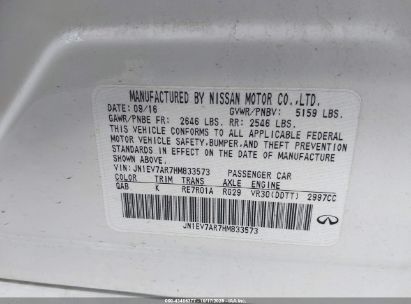 MANUFACTURED BY NISSAN MOTOR CO.,LTD.
DATE: 09/16 GVWR/PNBV: 5159 LBS.
GAWR/PNBE FR: 2646 LBS. RR: 2546 LBS.
THIS VEHICLE CONFORMS TO ALL APPLICABLE FEDERAL
MOTOR VEHICLE SAFETY,BUMPER,AND THEFT PREVENTION
STANDARDS IN EFFECT ON THE DATE OF MANUFACTURE
SHOWN ABOVE.
VIN: JN1EV7AR7HM833573 PASSENGER CAR
COLOR TRIM TRANS AXLE ENGINE
QAB K RE7R01A RG29 VR30(DDTT) 2997CC
JN1EV7AR7HM833573
INFINITI